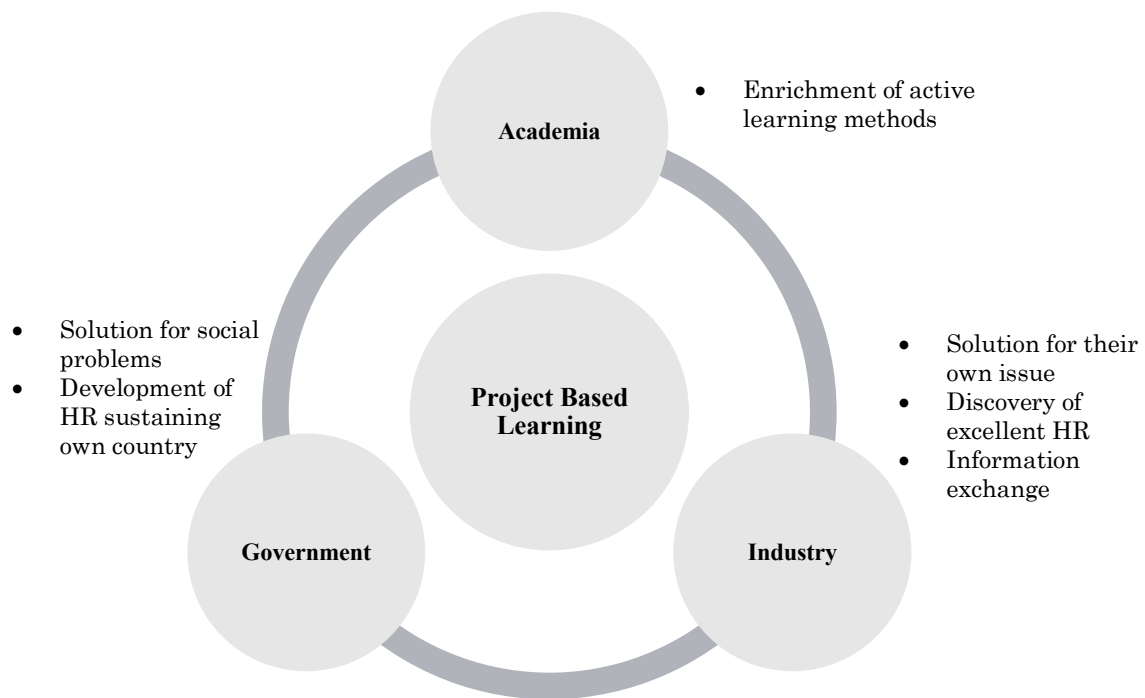 Academia
• Enrichment of active
learning methods
• Solution for social
problems
• Development of
HR sustaining
own country
Project Based
Learning
• Solution for their
own issue
• Discovery of
excellent HR
• Information
exchange
Government
Industry